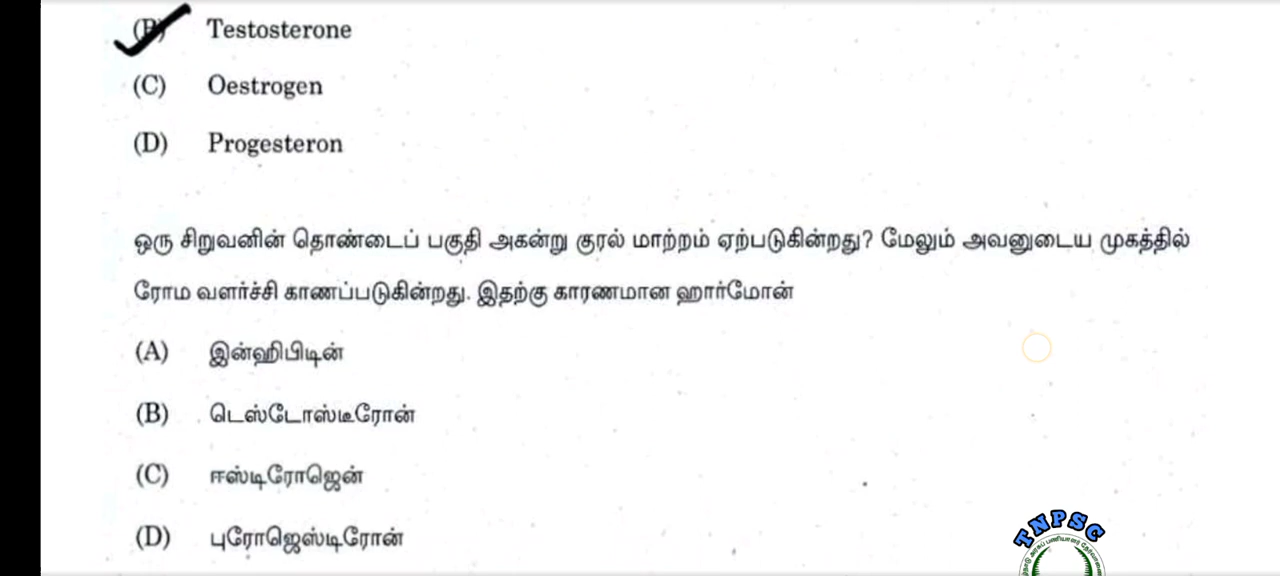 (B) Testosterone
(C) Oestrogen
(D) Progesteron
ஒரு சிறுவனின் தொண்டைப் பகுதி அகன்று குரல் மாற்றம் ஏற்படுகின்றது? மேலும் அவனுடைய முகத்தில்
ரோம வளர்ச்சி காணப்படுகின்றது. இதற்கு காரணமான ஹார்மோன்
(A) இன்ஹிபிடின்
(B) டெஸ்டோஸ்டீரோன்
(C) ஈஸ்டிரோஜென்
(D) புரோஜெஸ்டிரோன்
TNPSC